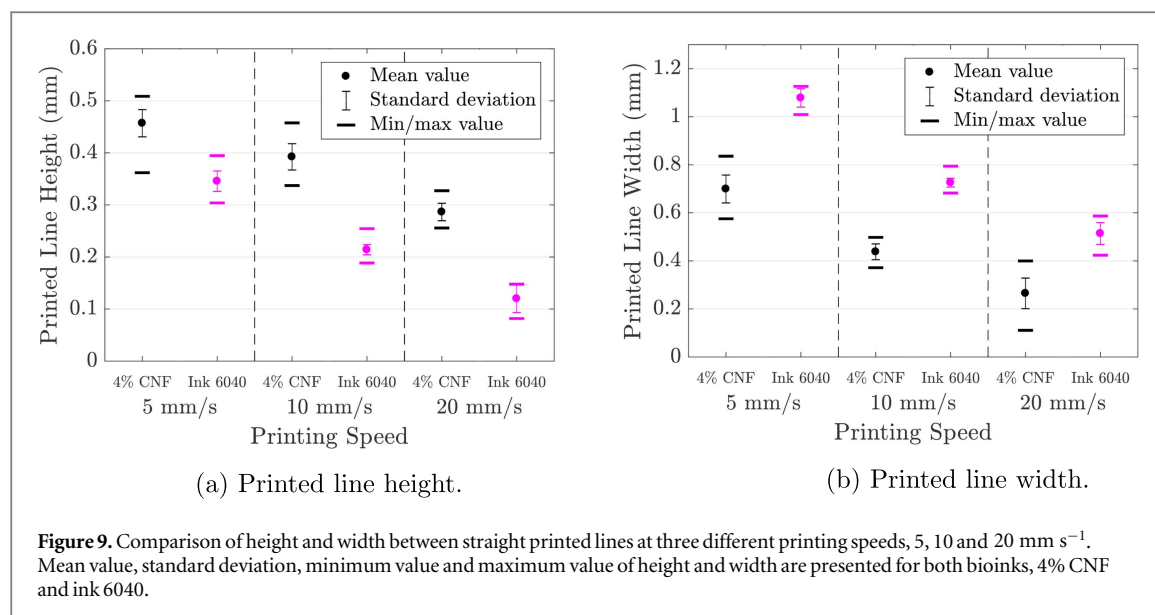 0.6
0.5
0.4
0.3
0.2
0.1
0
Printed Line Height (mm)
Mean value
Standard deviation
Min/max value
4% CNF Ink 6040 4% CNF Ink 6040 4% CNF Ink 6040
5 mm/s 10 mm/s 20 mm/s
Printing Speed
(a) Printed line height.
1.2
1
0.8
0.6
0.4
0.2
0
Printed Line Width (mm)
Mean value
Standard deviation
Min/max value
4% CNF Ink 6040 4% CNF Ink 6040 4% CNF Ink 6040
5 mm/s 10 mm/s 20 mm/s
Printing Speed
(b) Printed line width.
Figure 9. Comparison of height and width between straight printed lines at three different printing speeds, 5, 10 and 20 mm s⁻¹.
Mean value, standard deviation, minimum value and maximum value of height and width are presented for both bioinks, 4% CNF
and ink 6040.